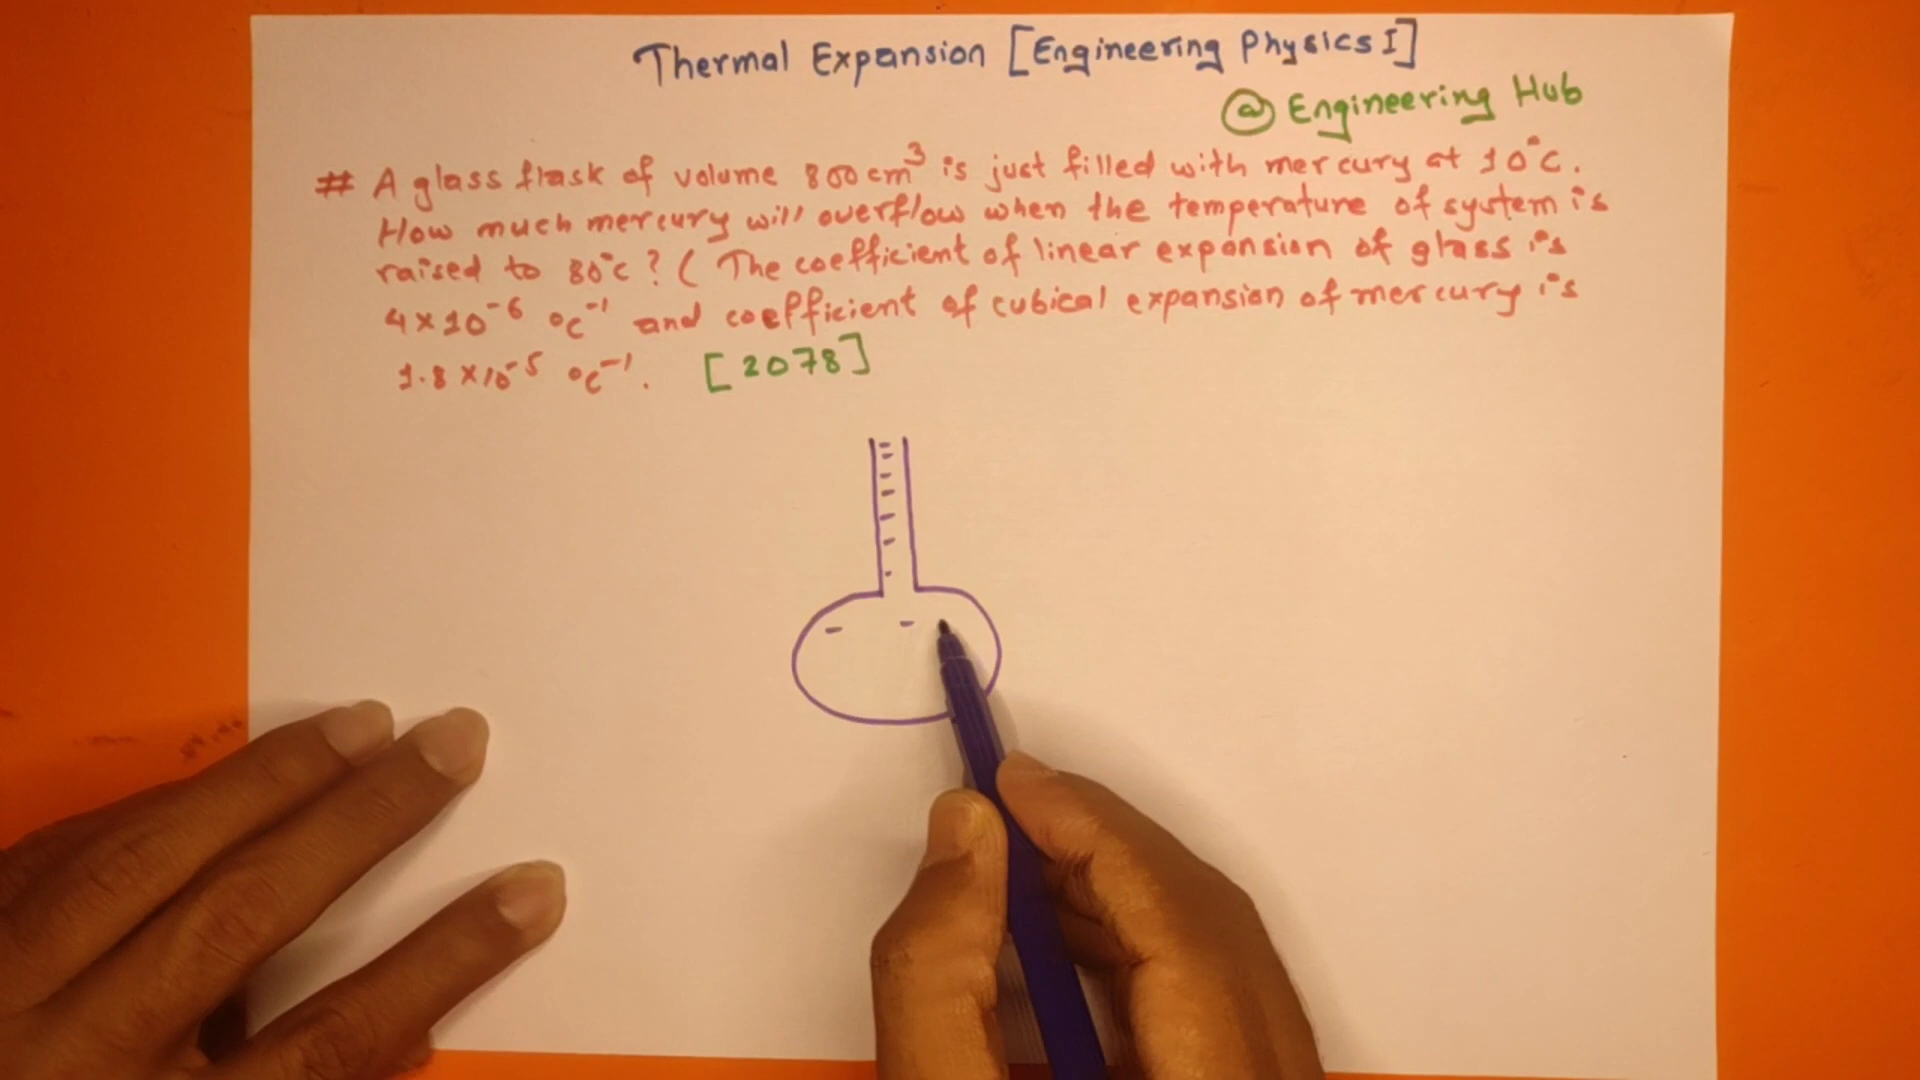 Thermal Expansion [Engineering Physics I]
@ Engineering Hub
# A glass flask of volume 800 cm³ is just filled with mercury at 10°C.
How much mercury will overflow when the temperature of system is
raised to 80°C? ( The coefficient of linear expansion of glass is
4×10⁻⁶ °C⁻¹ and coefficient of cubical expansion of mercury is
1.8×10⁻⁵ °C⁻¹. [2078]